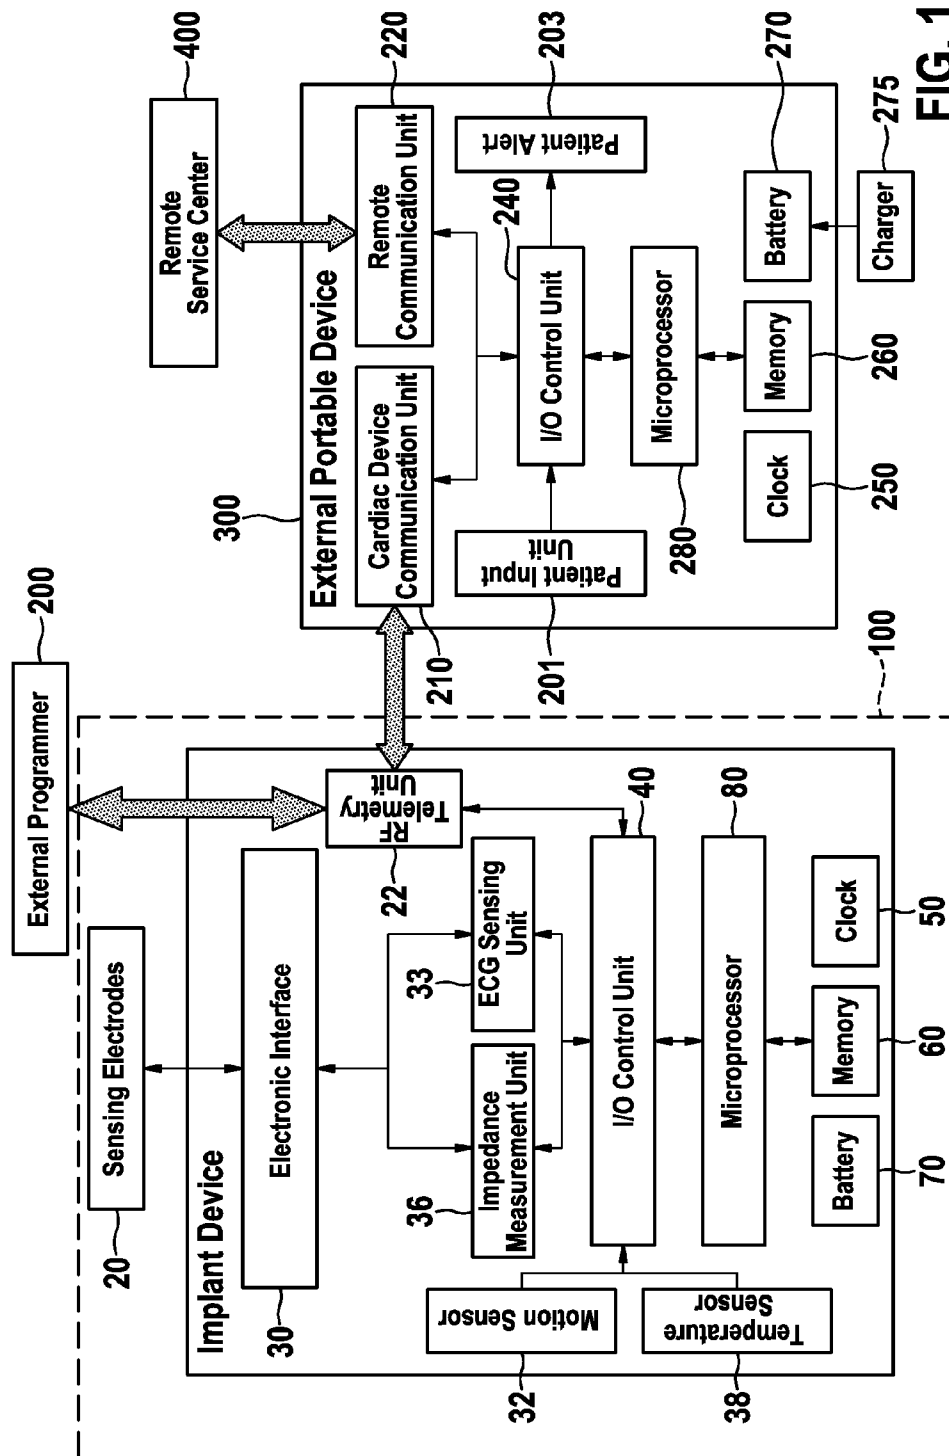 External Programmer
200
Sensing Electrodes
20
Implant Device
Electronic Interface
30
RF
Telemetry
Unit
22
Impedance
Measurement Unit
36
ECG Sensing
Unit
33
Motion Sensor
32
Temperature
Sensor
38
I/O Control Unit
40
Microprocessor
80
Battery
70
Memory
60
Clock
50
100
Remote
Service Center
400
External Portable Device
300
Cardiac Device
Communication Unit
210
Remote
Communication Unit
220
Patient Input
Unit
201
I/O Control Unit
240
Patient Alert
203
Microprocessor
280
Clock
250
Memory
260
Battery
270
Charger
275
FIG. 1